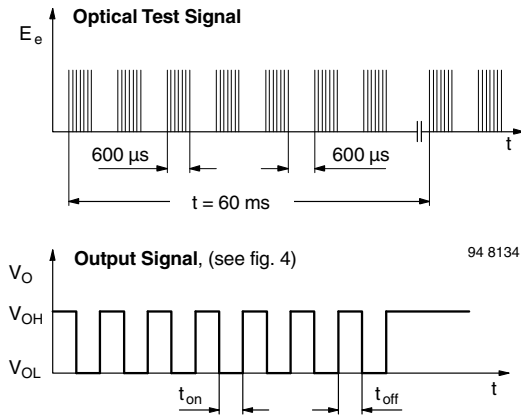 Optical Test Signal
E e
t
600 µs
600 µs
t = 60 ms
Output Signal, (see fig. 4)
94 8134
V O
V OH
V OL
t on
t off
t